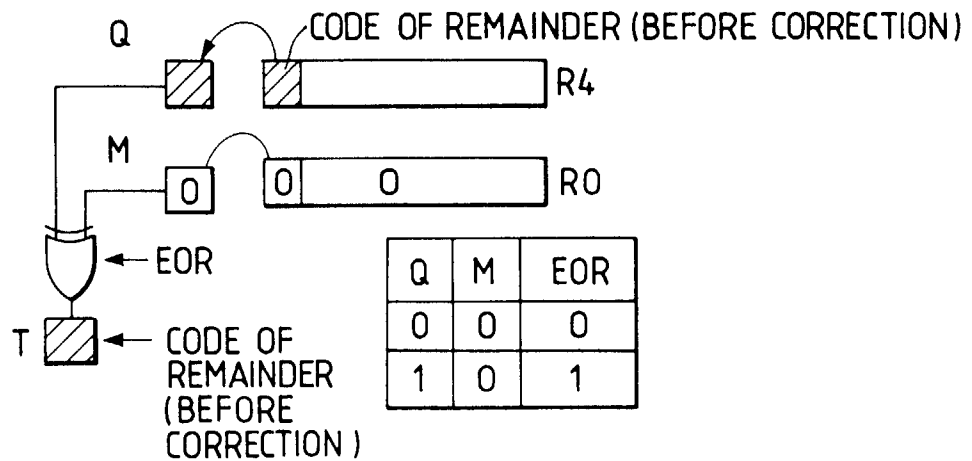 Q
CODE OF REMAINDER (BEFORE CORRECTION)
R4
M
0
0
0
R0
EOR
T
CODE OF
REMAINDER
(BEFORE
CORRECTION)
Q M EOR
0 0 0
1 0 1